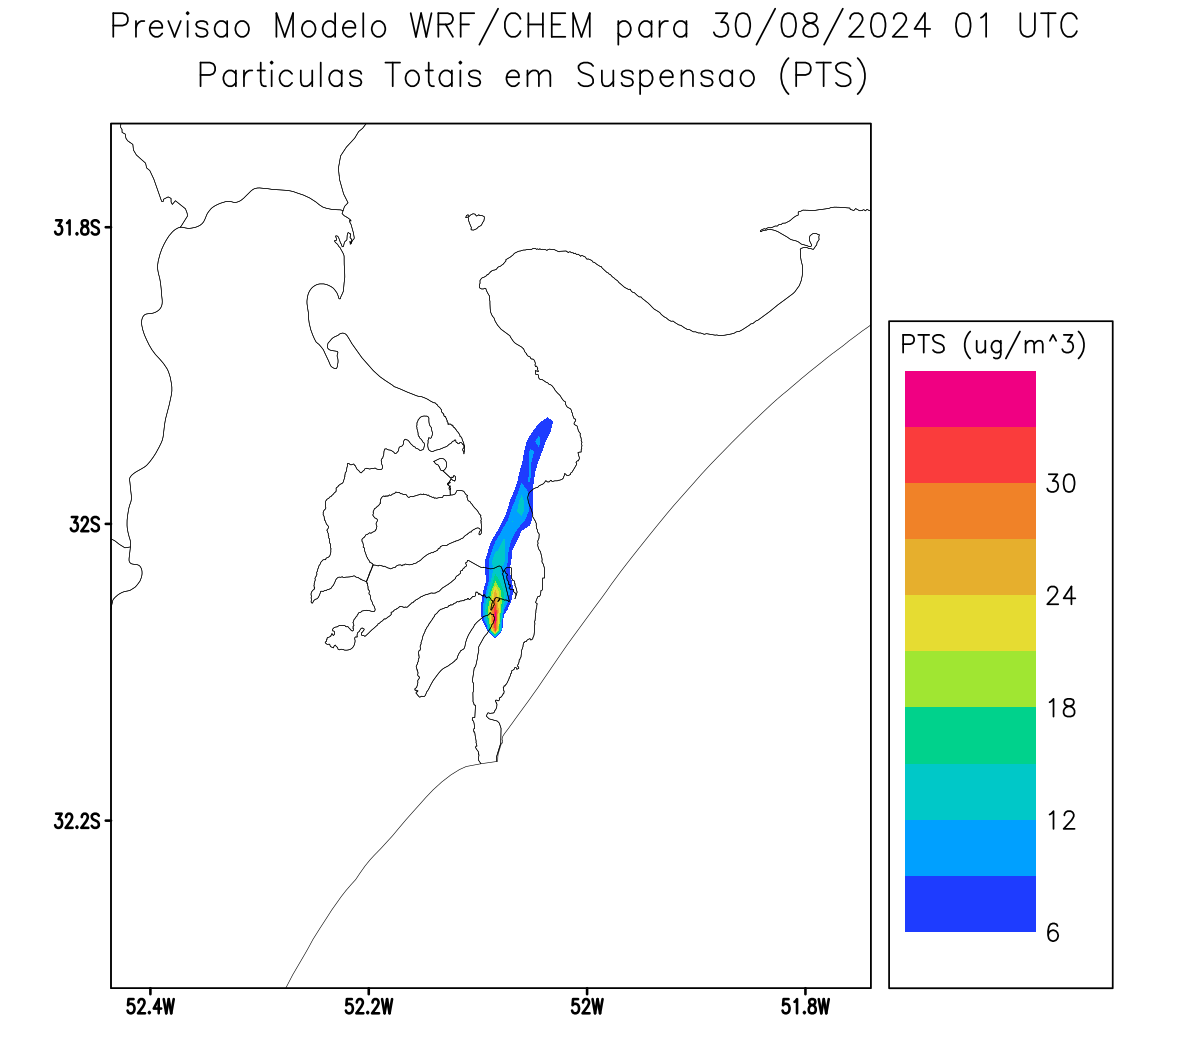 Previsao Modelo WRF/CHEM para 30/08/2024 01 UTC
Particulas Totais em Suspensao (PTS)
31.8S
32S
32.2S
52.4W 52.2W 52W 51.8W
PTS (ug/m^3)
30
24
18
12
6